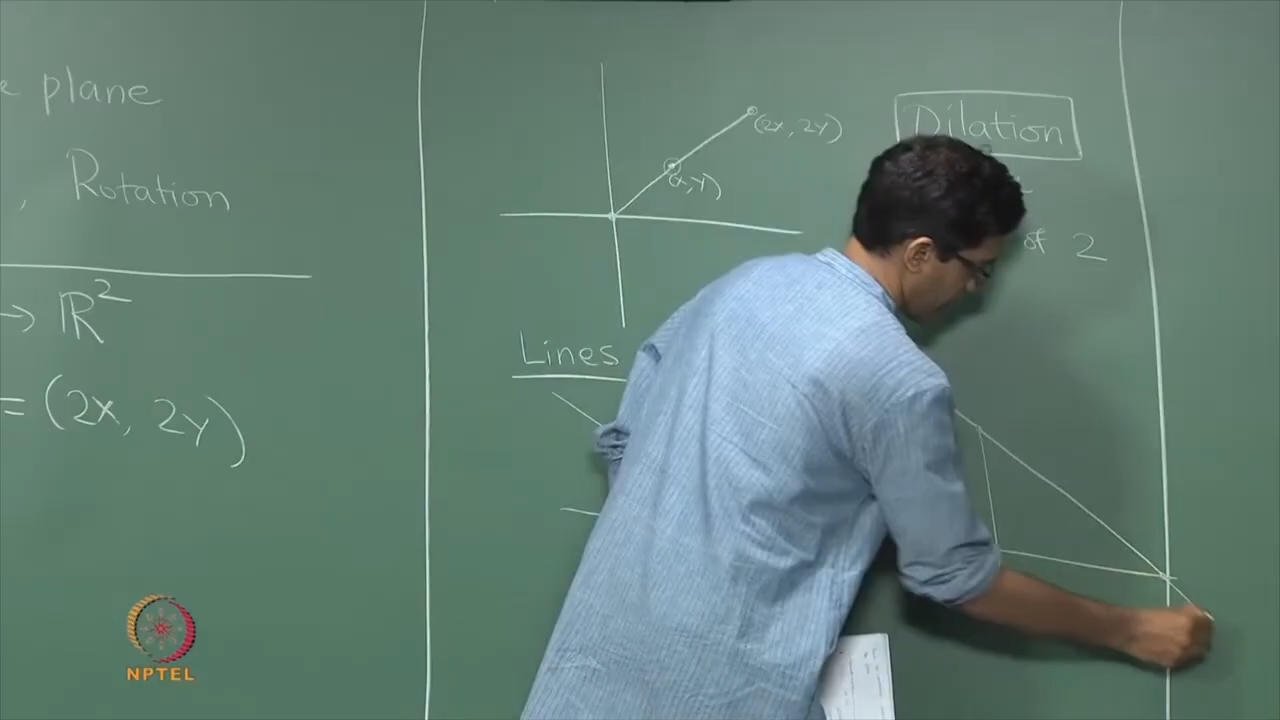 plane
, Rotation
→ ℝ²
= (2x, 2y)
(2x, 2y)
(x, y)
Dilation
of 2
Lines
NPTEL